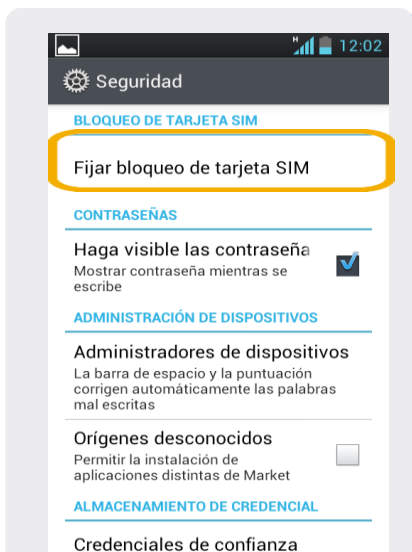 H 12:02
Seguridad
BLOQUEO DE TARJETA SIM
Fijar bloqueo de tarjeta SIM
CONTRASEÑAS
Haga visible las contraseña
Mostrar contraseña mientras se
escribe
ADMINISTRACIÓN DE DISPOSITIVOS
Administradores de dispositivos
La barra de espacio y la puntuación
corrigen automáticamente las palabras
mal escritas
Orígenes desconocidos
Permitir la instalación de
aplicaciones distintas de Market
ALMACENAMIENTO DE CREDENCIAL
Credenciales de confianza